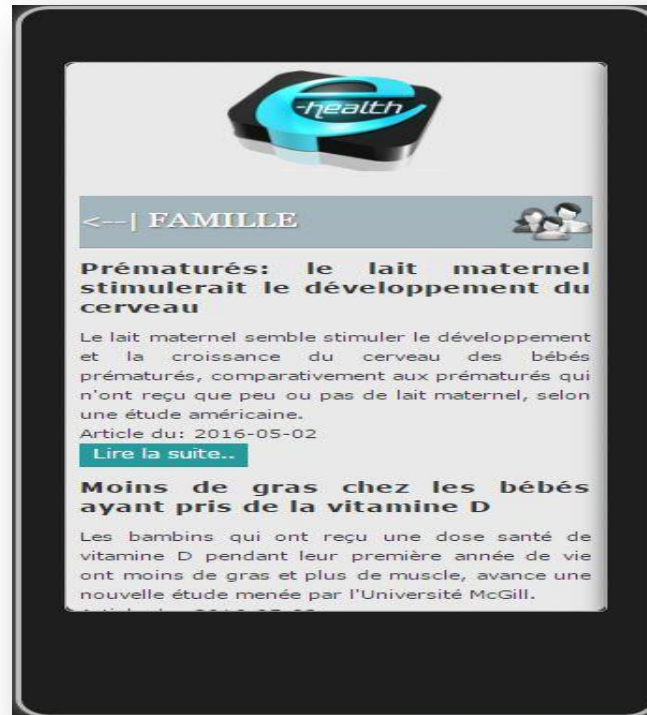 e-health
<--| FAMILLE
Prématurés: le lait maternel
stimulerait le développement du
cerveau
Le lait maternel semble stimuler le développement
et la croissance du cerveau des bébés
prématurés, comparativement aux prématurés qui
n'ont reçu que peu ou pas de lait maternel, selon
une étude américaine.
Article du: 2016-05-02
Lire la suite..
Moins de gras chez les bébés
ayant pris de la vitamine D
Les bambins qui ont reçu une dose santé de
vitamine D pendant leur première année de vie
ont moins de gras et plus de muscle, avance une
nouvelle étude menée par l'Université McGill.